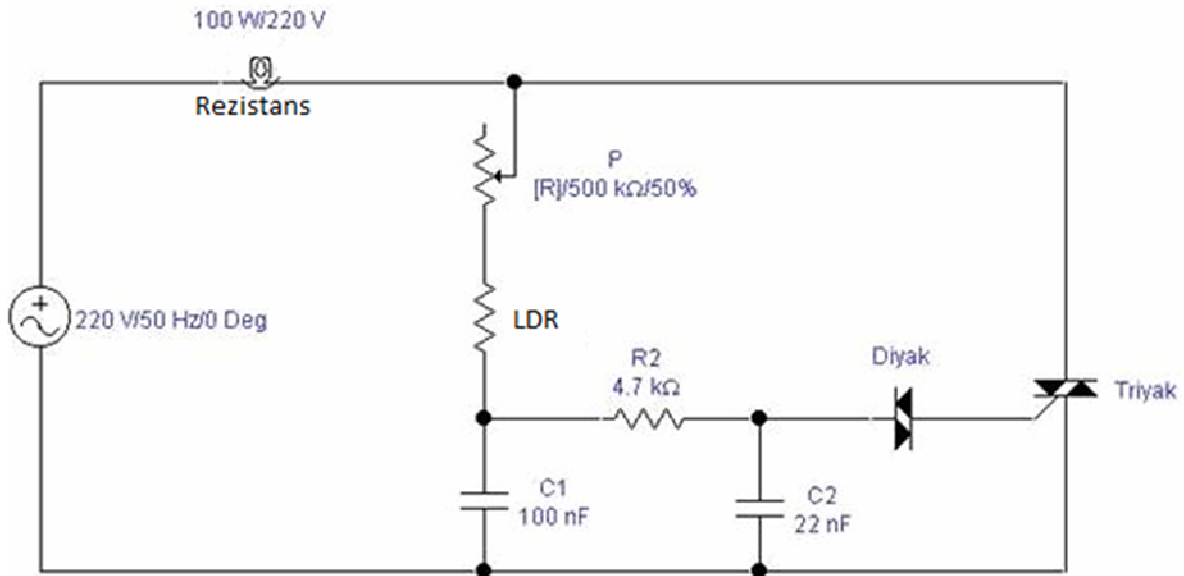 100 W/220 V
Rezistans
P
[R]/500 kΩ/50%
220 V/50 Hz/0 Deg
LDR
R2
4.7 kΩ
Diyak
Triyak
C1
100 nF
C2
22 nF